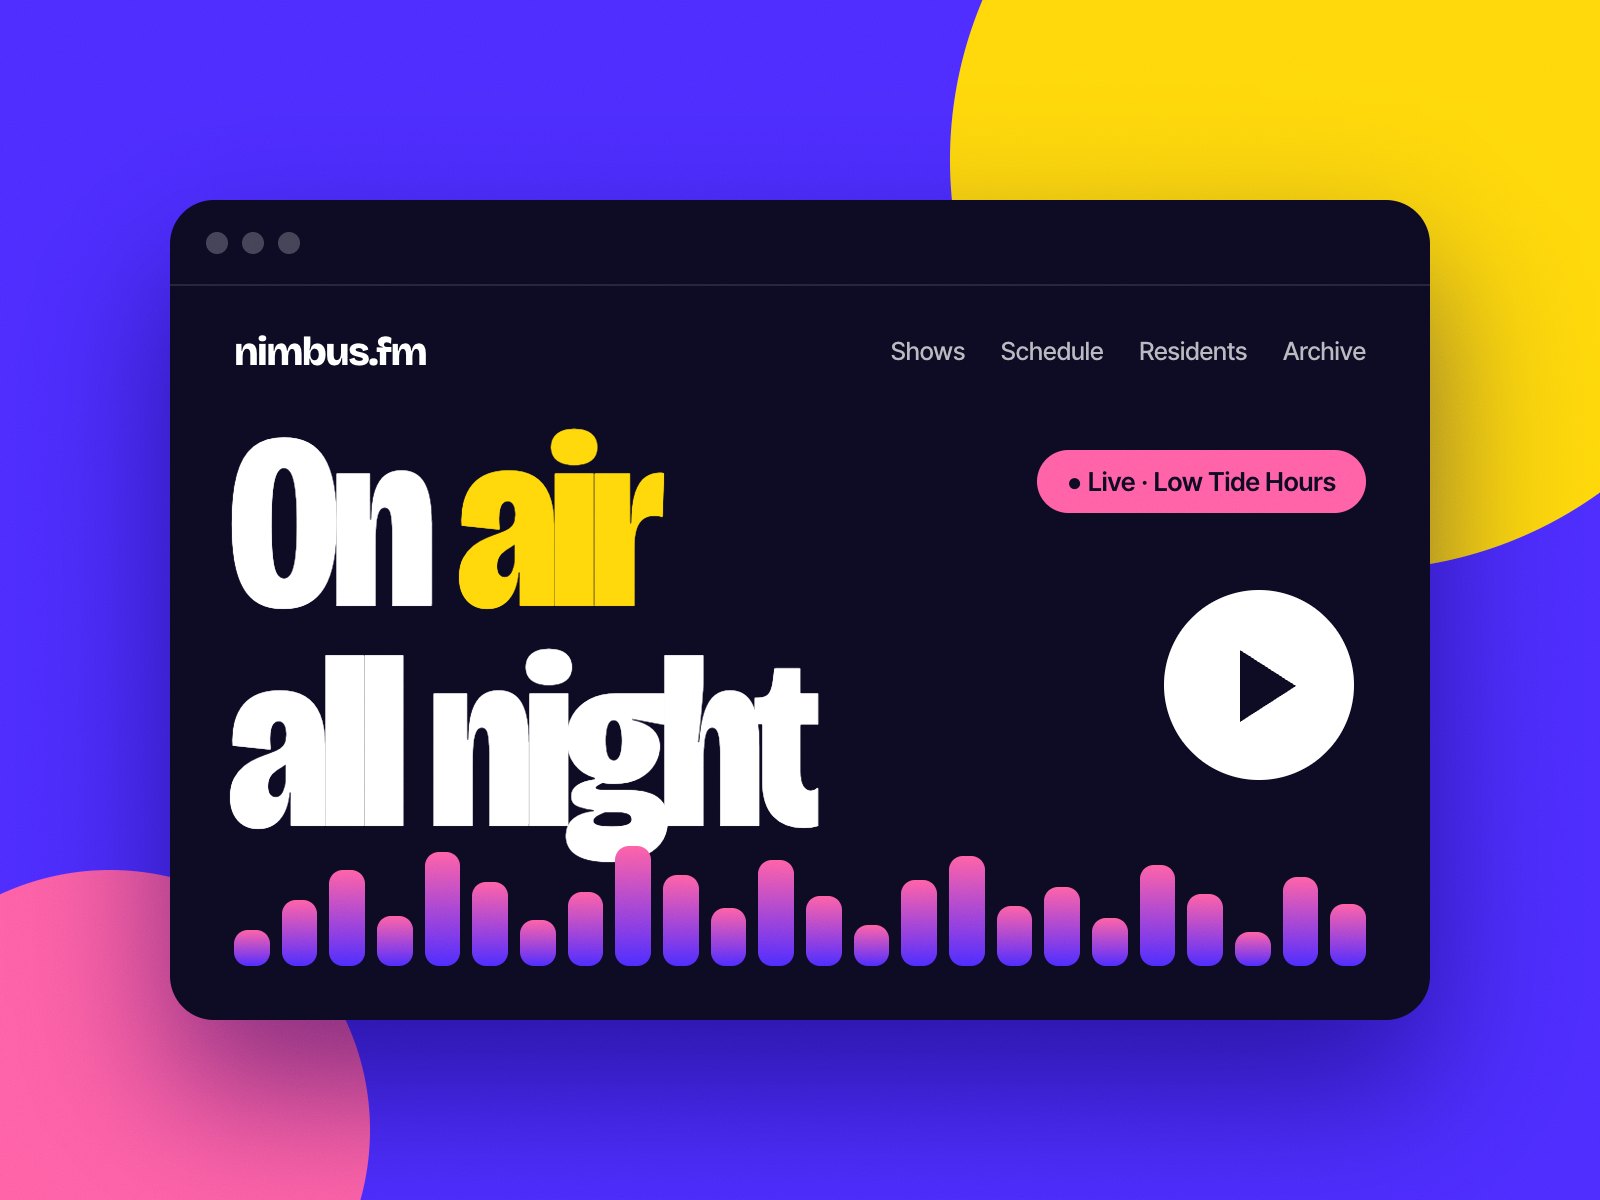 nimbus.fm
Shows Schedule Residents Archive
On air
all night
• Live · Low Tide Hours